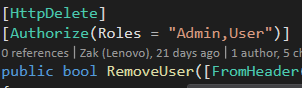 [HttpDelete]
[Authorize(Roles = "Admin,User")]
0 references | Zak (Lenovo), 21 days ago | 1 author, 5 ch
public bool RemoveUser([FromHeader(